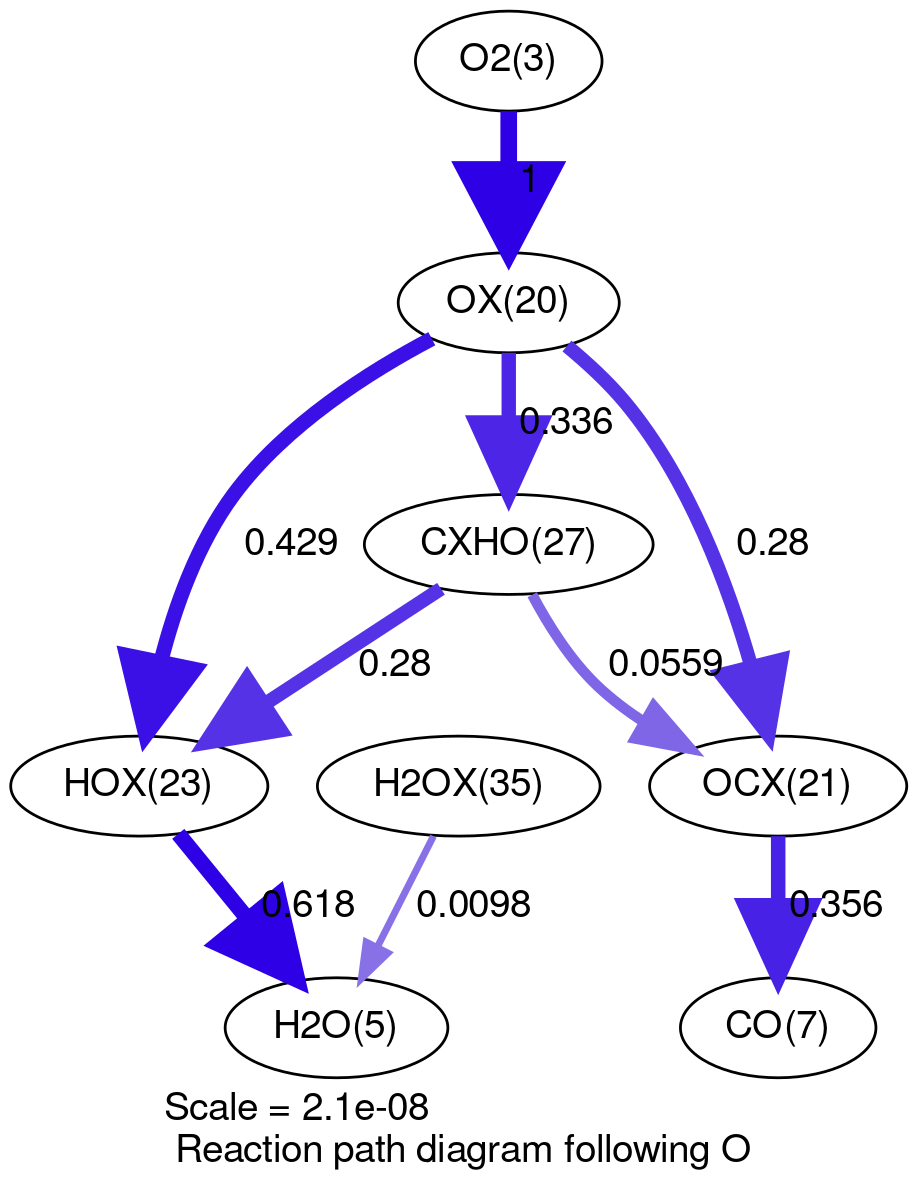 O2(3)
1
OX(20)
0.336
0.429
CXHO(27)
0.28
0.28
0.0559
HOX(23)
H2OX(35)
OCX(21)
0.618
0.0098
0.356
H2O(5)
CO(7)
Scale = 2.1e-08
Reaction path diagram following O